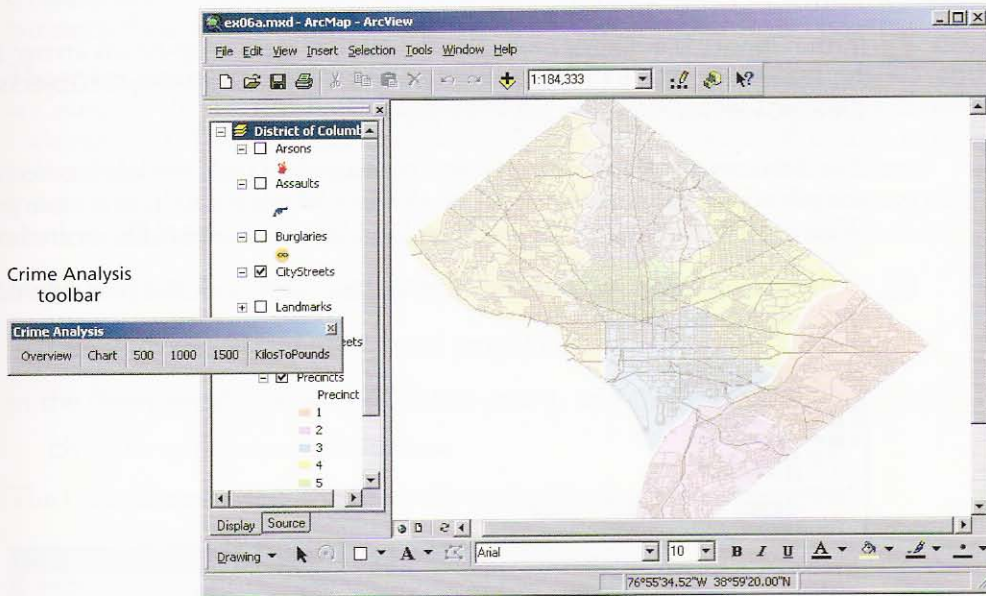 ex06a.mxd - ArcMap - ArcView
File Edit View Insert Selection Tools Window Help
1:184,333
District of Columb
Arsons
Assaults
Burglaries
CityStreets
Landmarks
Crime Analysis
toolbar
Crime Analysis
Overview Chart 500 1000 1500 KilosToPounds
eets
Precincts
Precinct
1
2
3
4
5
Display Source
Drawing A Arial 10 B I U A
76°55'34.52"W 38°59'20.00"N